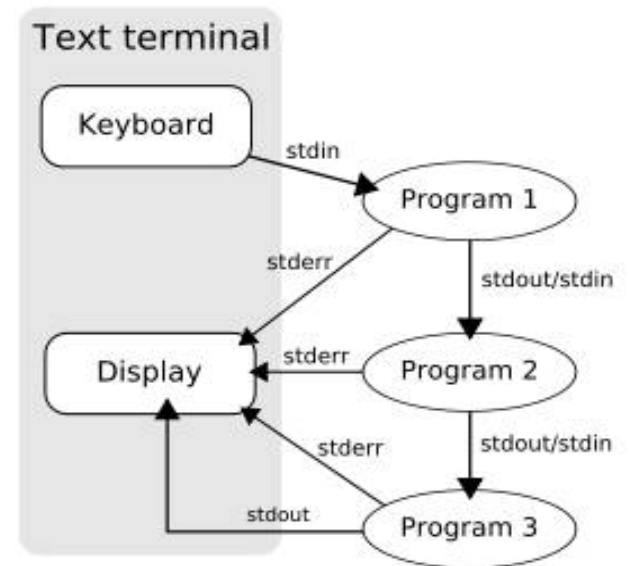 Text terminal
Keyboard
stdin
Program 1
stderr
stdout/stdin
Display
stderr
Program 2
stdout/stdin
stderr
stdout
Program 3